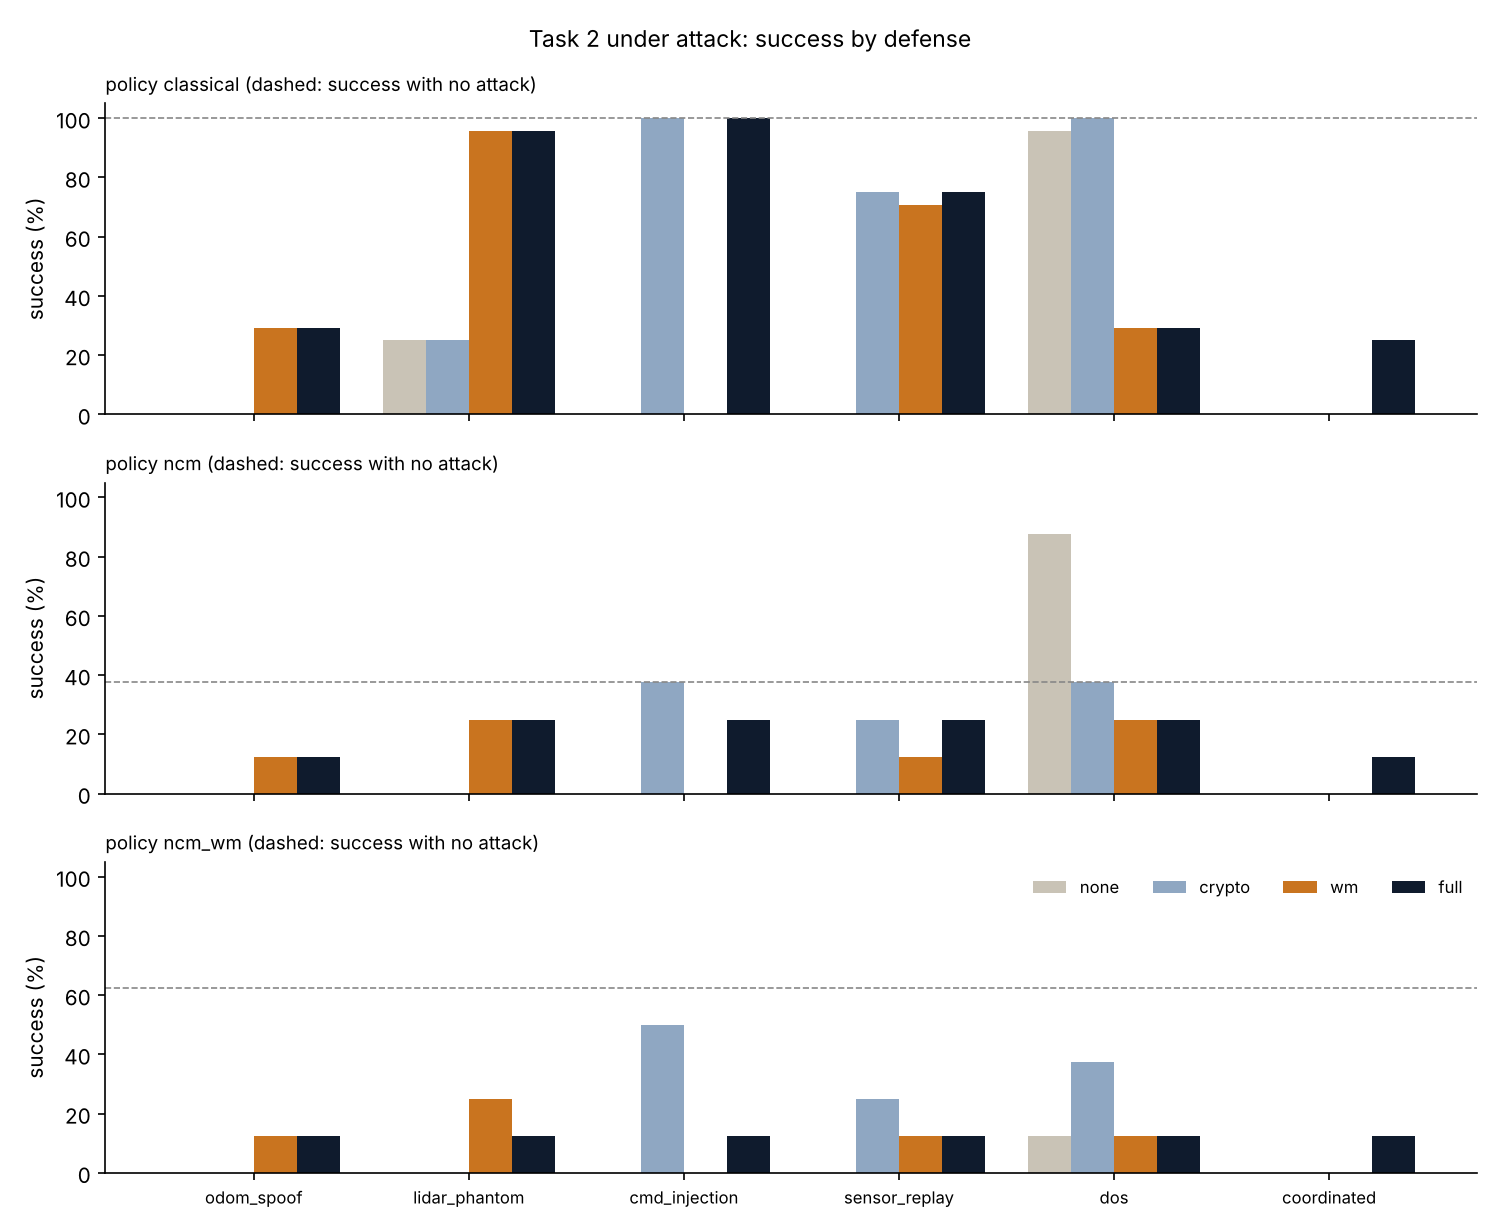 Task 2 under attack: success by defense
policy classical (dashed: success with no attack)
100
80
60
40
20
0
success (%)
policy ncm (dashed: success with no attack)
100
80
60
40
20
0
success (%)
policy ncm_wm (dashed: success with no attack)
none crypto wm full
100
80
60
40
20
0
success (%)
odom_spoof lidar_phantom cmd_injection sensor_replay dos coordinated